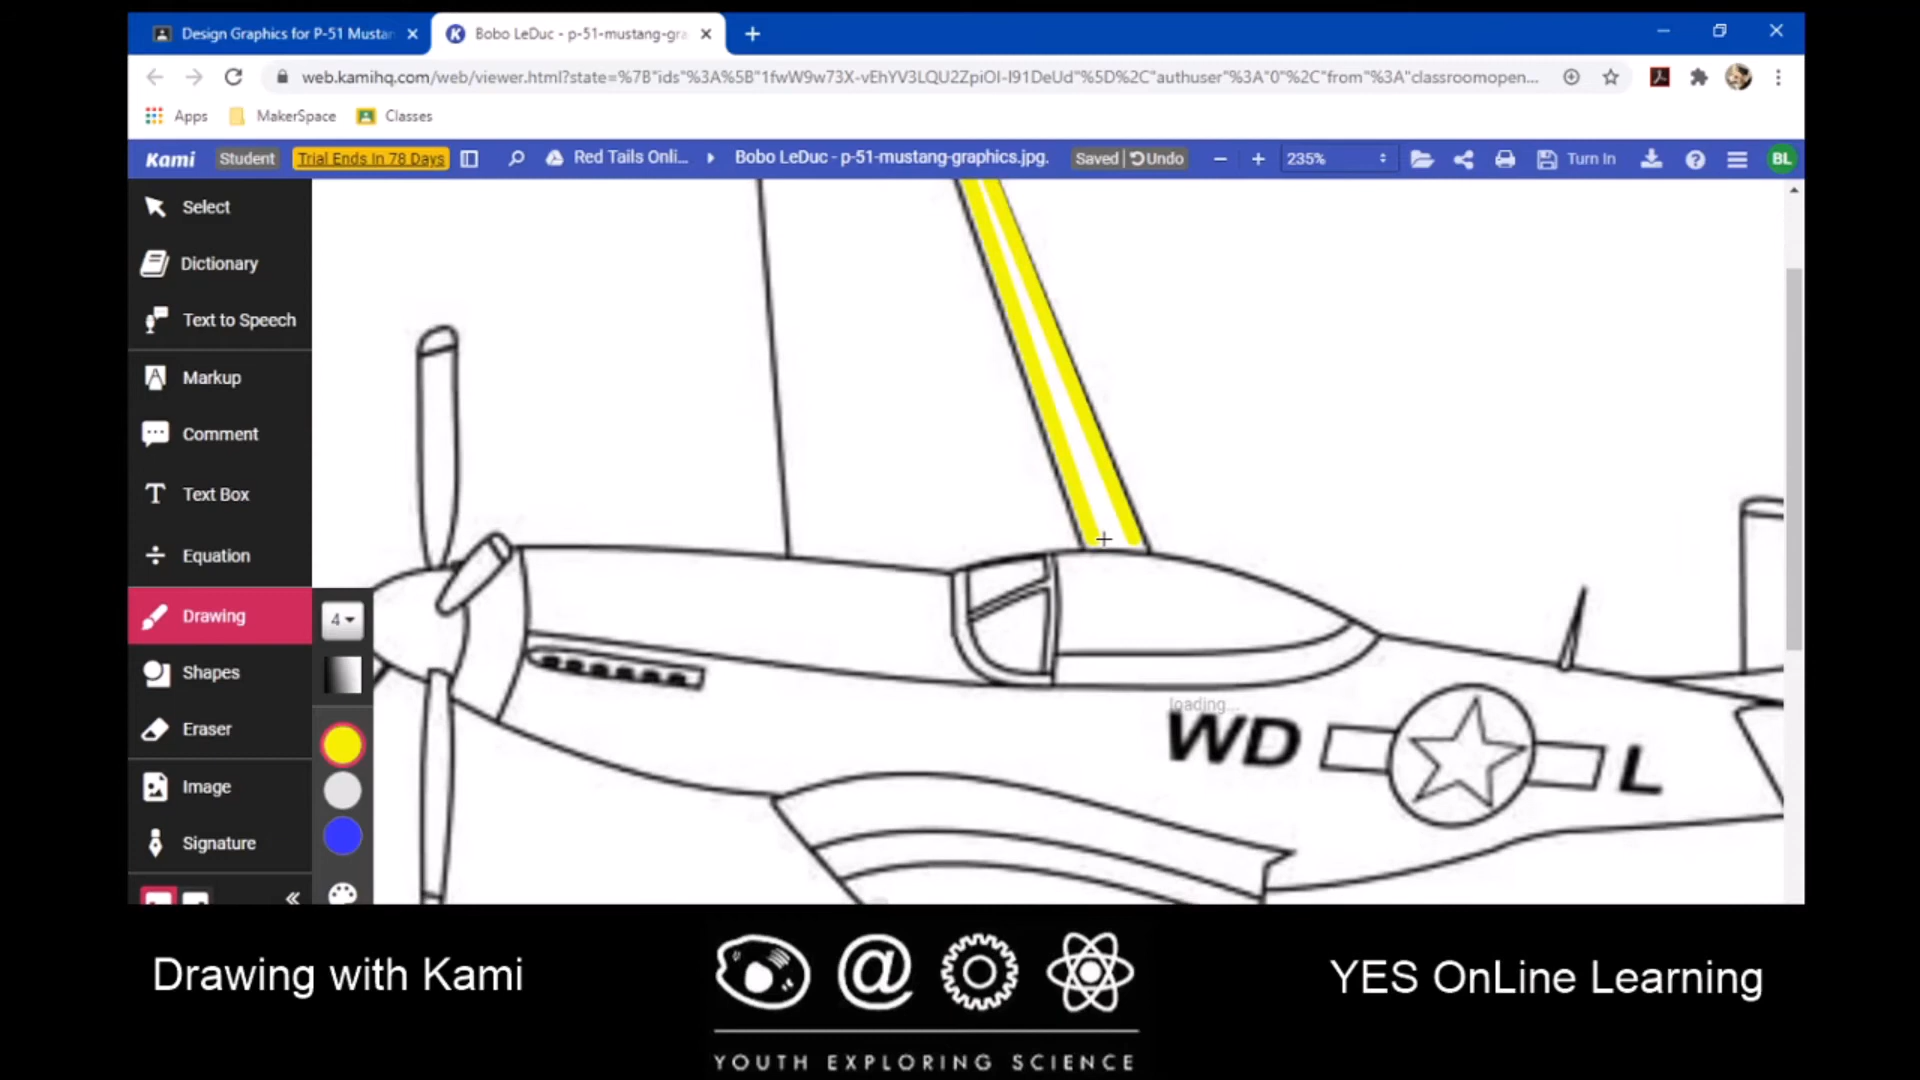 Design Graphics for P-51 Mustan
Bobo LeDuc - p-51-mustang-gra
web.kamihq.com/web/viewer.html?state=%7B"ids"%3A%5B"1fwW9w73X-vEhYV3LQU2ZpiOI-I91DeUd"%5D%2C"authuser"%3A"0"%2C"from"%3A"classroomopen...
Apps MakerSpace Classes
Kami Student Trial Ends In 78 Days Red Tails Onli... Bobo LeDuc - p-51-mustang-graphics.jpg. Saved Undo 235% Turn In BL
Select
Dictionary
Text to Speech
Markup
Comment
Text Box
Equation
Drawing
4
Shapes
Eraser
Image
Signature
loading...
WD L
Drawing with Kami
@
YES OnLine Learning
YOUTH EXPLORING SCIENCE